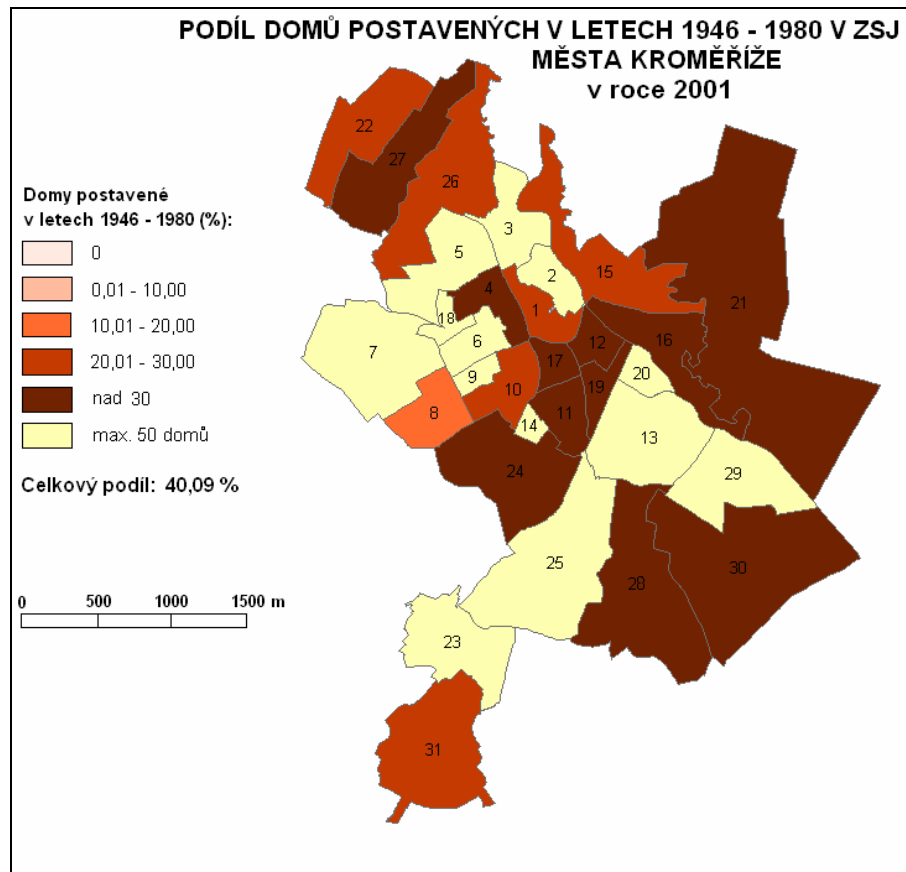 PODÍL DOMŮ POSTAVENÝCH V LETECH 1946 - 1980 V ZSJ
MĚSTA KROMĚŘÍŽE
v roce 2001
22
27
26
3
5
2
15
4
21
1
18
16
12
6
7
17
20
9
10
19
8
11
14
13
24
29
25
30
28
23
31
Domy postavené
v letech 1946 - 1980 (%):
0
0,01 - 10,00
10,01 - 20,00
20,01 - 30,00
nad 30
max. 50 domů
Celkový podíl: 40,09 %
0 500 1000 1500 m